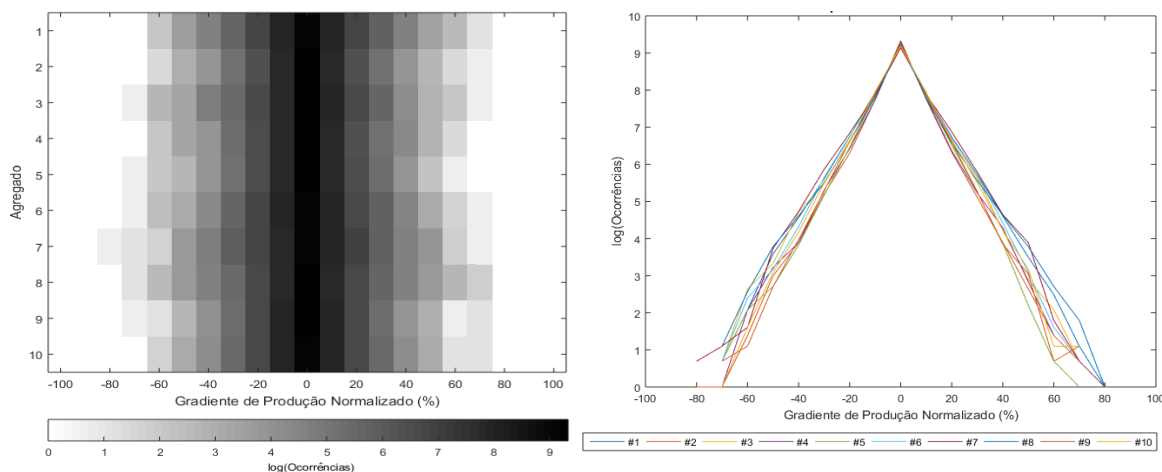 1
2
3
4
5
6
7
8
9
10
Agregado
-100 -80 -60 -40 -20 0 20 40 60 80 100
Gradiente de Produção Normalizado (%)
0 1 2 3 4 5 6 7 8 9
log(Ocorrências)
10
9
8
7
6
5
4
3
2
1
0
log(Ocorrências)
-100 -80 -60 -40 -20 0 20 40 60 80 100
Gradiente de Produção Normalizado (%)
#1 #2 #3 #4 #5 #6 #7 #8 #9 #10